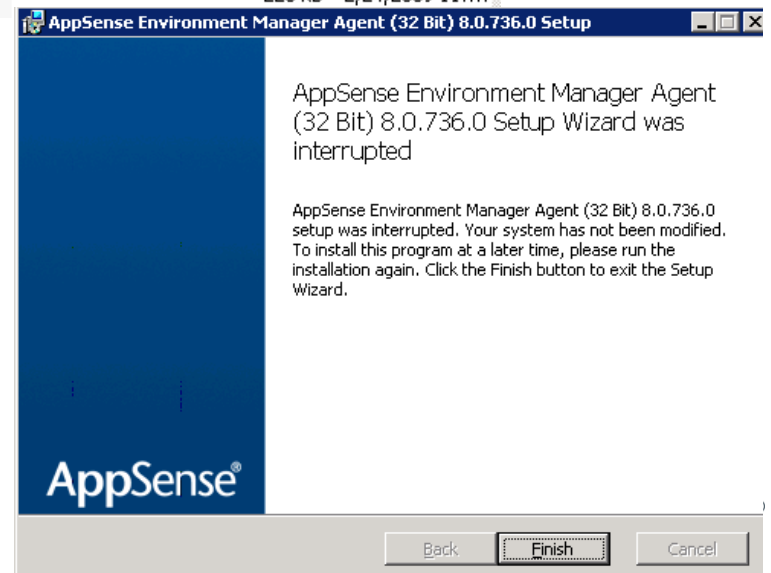 AppSense Environment Manager Agent (32 Bit) 8.0.736.0 Setup
AppSense Environment Manager Agent
(32 Bit) 8.0.736.0 Setup Wizard was
interrupted
AppSense Environment Manager Agent (32 Bit) 8.0.736.0
setup was interrupted. Your system has not been modified.
To install this program at a later time, please run the
installation again. Click the Finish button to exit the Setup
Wizard.
AppSense®
Back Finish Cancel